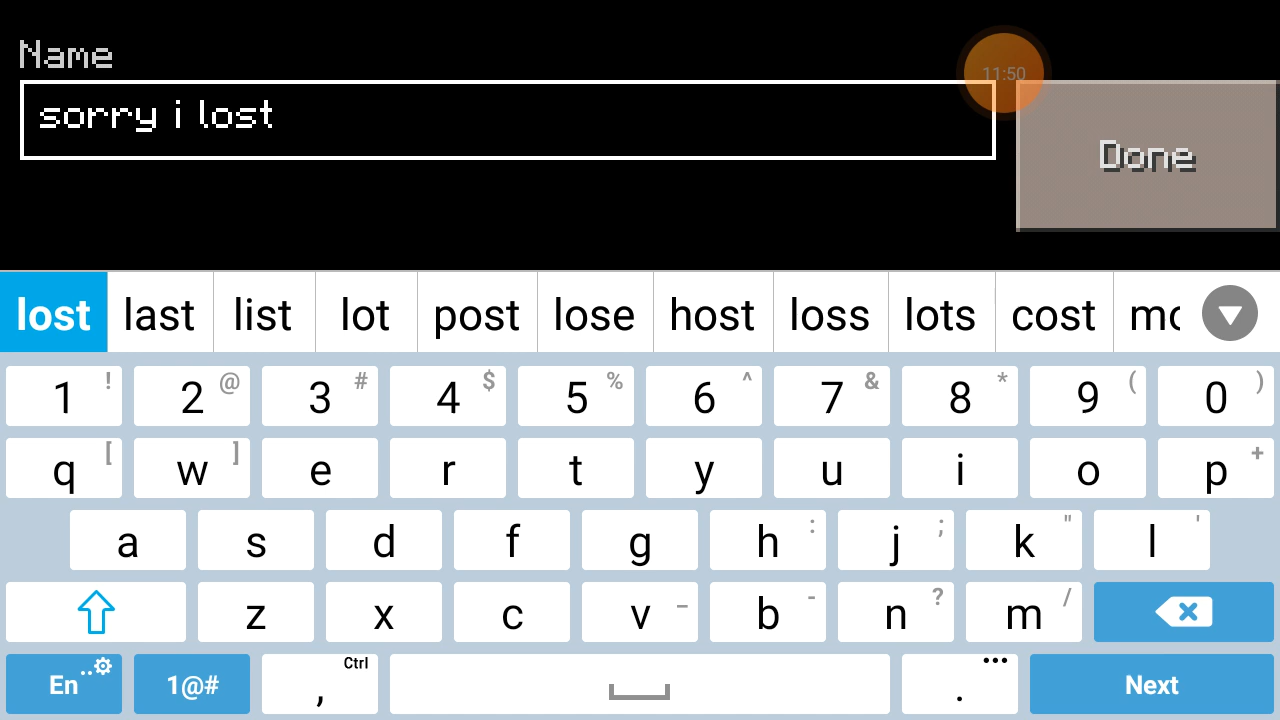 Name
11:50
sorry i lost
Done
lost last list lot post lose host loss lots cost
1 ! 2 @ 3 # 4 $ 5 % 6 ^ 7 & 8 * 9 ( 0 )
q [ w ] e r t y u i o p +
a s d f g h : j ; k " l '
z x c v _ b - n ? m /
En 1@# , Ctrl . ... Next